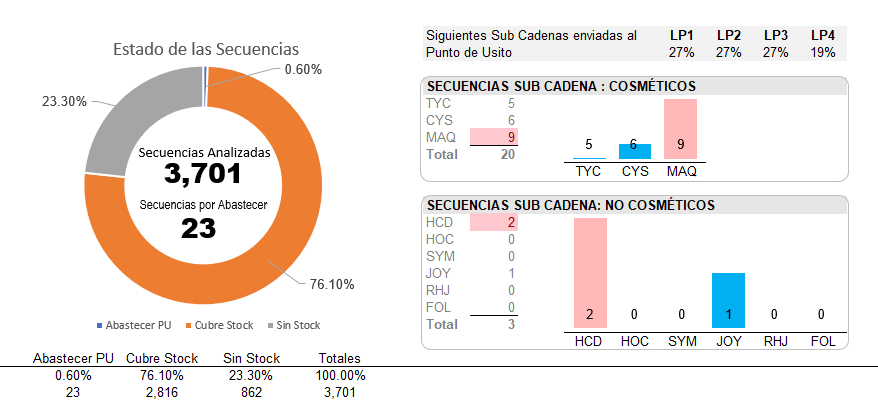 Estado de las Secuencias
0.60%
23.30%
Secuencias Analizadas
3,701
Secuencias por Abastecer
23
76.10%
Abastecer PU Cubre Stock Sin Stock
Abastecer PU Cubre Stock Sin Stock Totales
0.60% 76.10% 23.30% 100.00%
23 2,816 862 3,701
Siguientes Sub Cadenas enviadas al LP1 LP2 LP3 LP4
Punto de Usito 27% 27% 27% 19%
SECUENCIAS SUB CADENA : COSMÉTICOS
TYC 5
CYS 6
MAQ 9
Total 20
5 6 9
TYC CYS MAQ
SECUENCIAS SUB CADENA: NO COSMÉTICOS
HCD 2
HOC 0
SYM 0
JOY 1
RHJ 0
FOL 0
Total 3
2 0 0 1 0 0
HCD HOC SYM JOY RHJ FOL